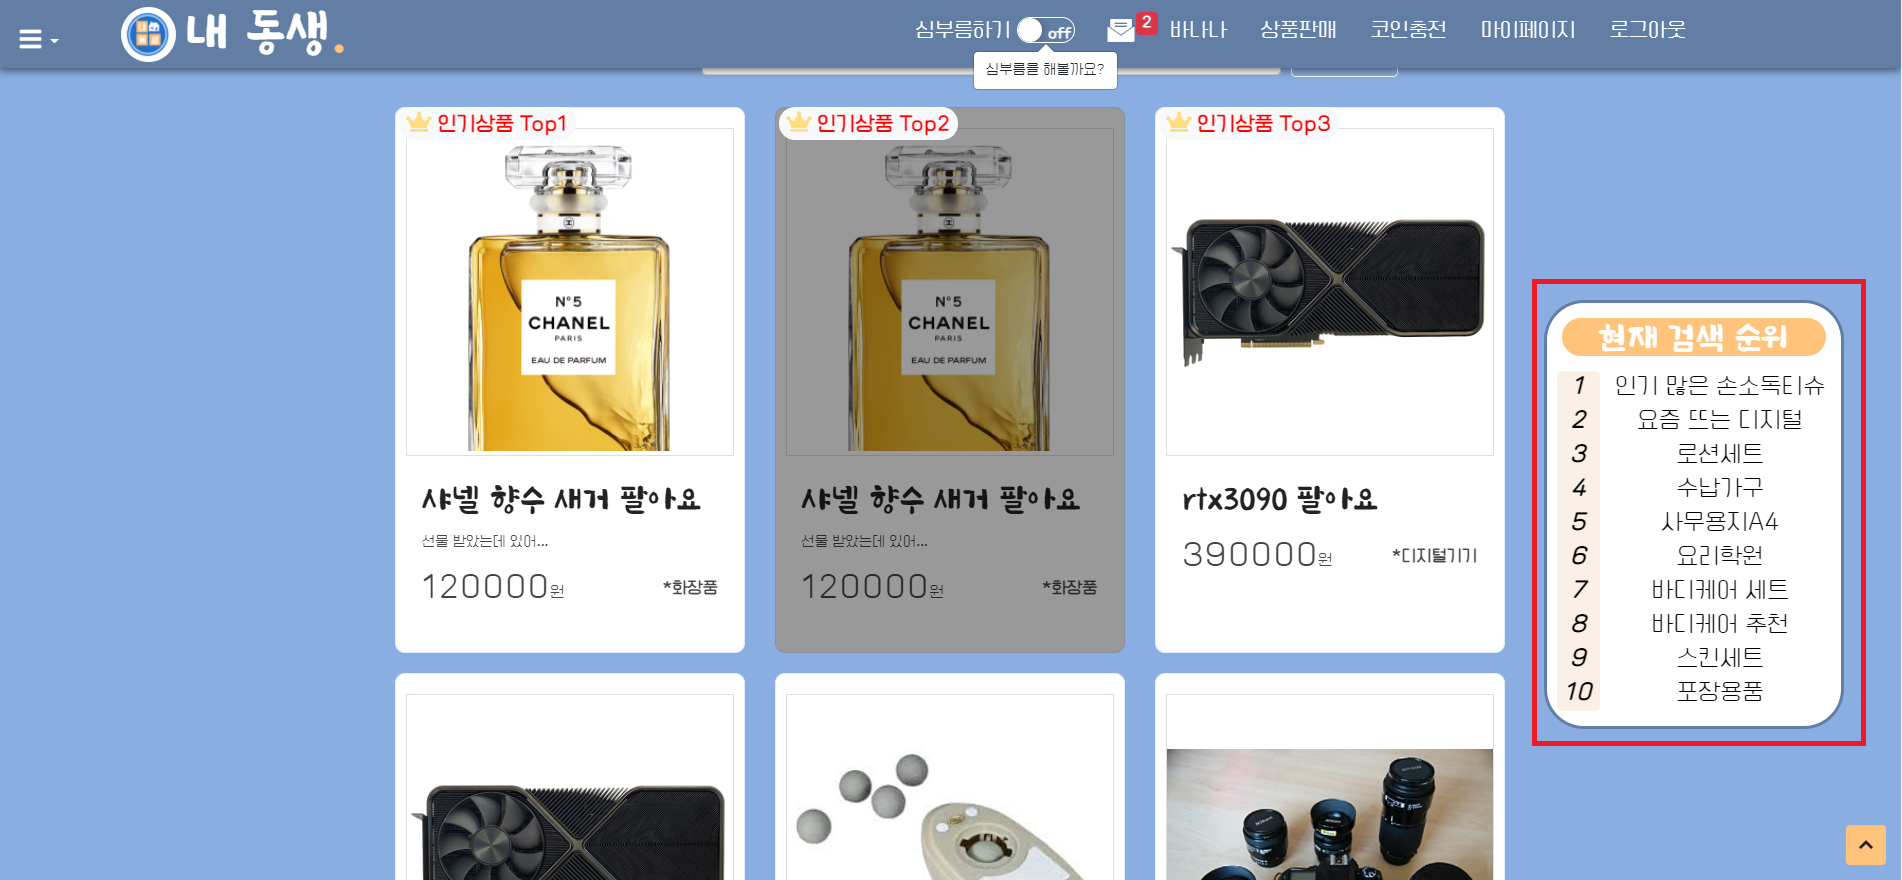 내 동생.
심부름하기 off 2 바나나 상품판매 코인충전 마이페이지 로그아웃
심부름을 해볼까요?
인기상품 Top1
N°5
CHANEL
PARIS
EAU DE PARFUM
샤넬 향수 새거 팔아요
선물 받았는데 있어...
120000원 *화장품
인기상품 Top2
N°5
CHANEL
PARIS
EAU DE PARFUM
샤넬 향수 새거 팔아요
선물 받았는데 있어...
120000원 *화장품
인기상품 Top3
rtx3090 팔아요
390000원 *디지털기기
현재 검색 순위
1 인기 많은 손소독티슈
2 요즘 뜨는 디지털
3 로션세트
4 수납가구
5 사무용지A4
6 요리학원
7 바디케어 세트
8 바디케어 추천
9 스킨세트
10 포장용품